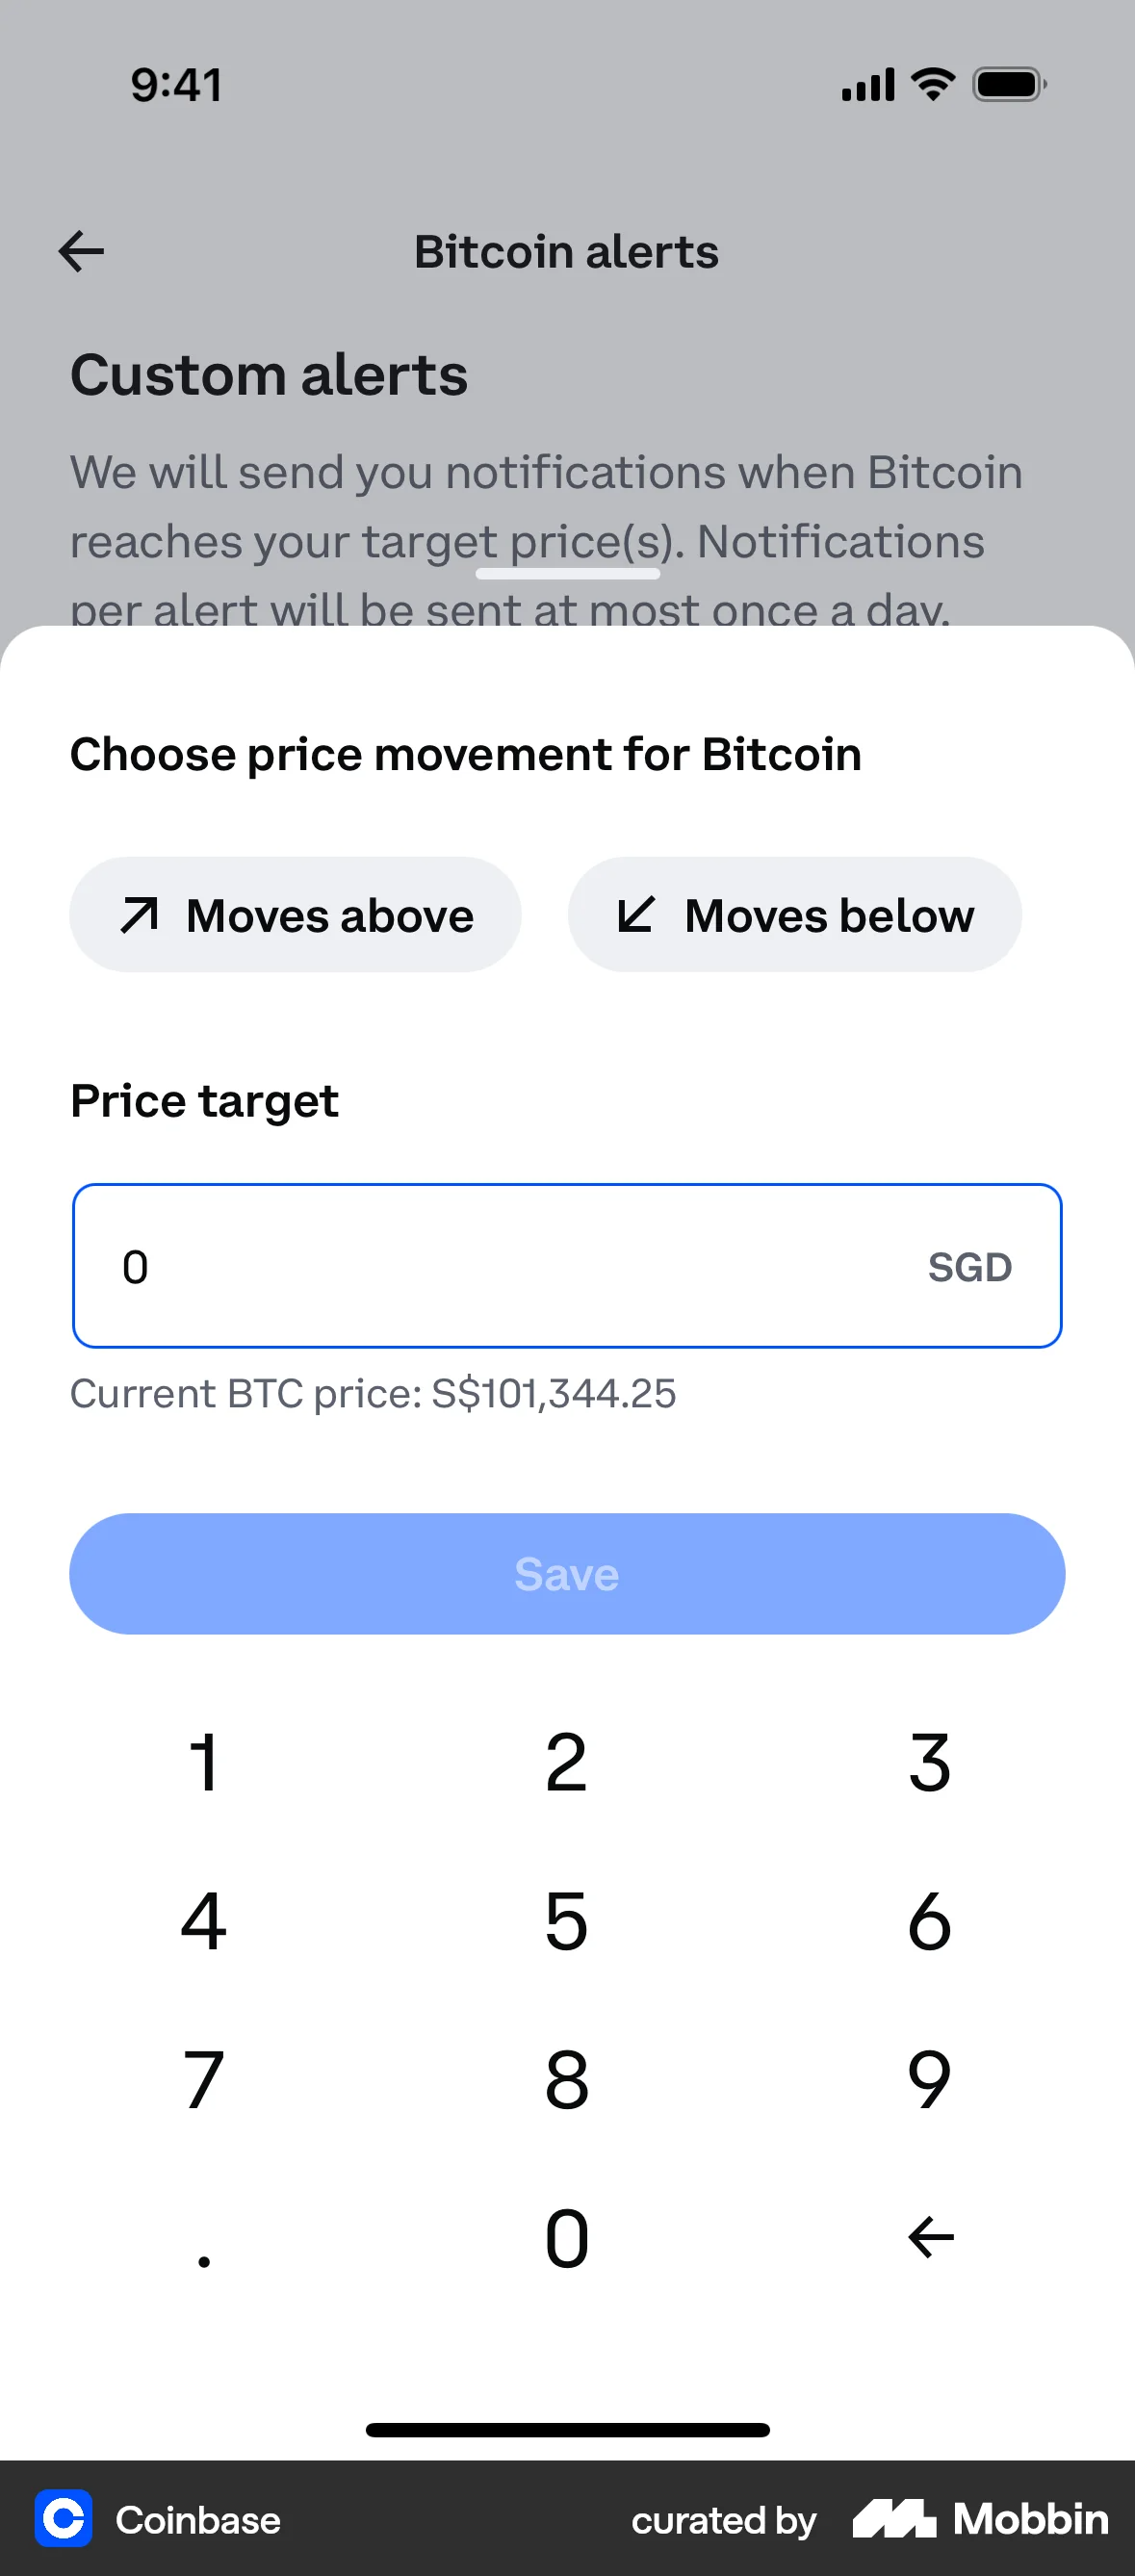 9:41
Bitcoin alerts
Custom alerts
We will send you notifications when Bitcoin
reaches your target price(s). Notifications
per alert will be sent at most once a day.
Choose price movement for Bitcoin
Moves above Moves below
Price target
0 SGD
Current BTC price: S$101,344.25
Save
1 2 3
4 5 6
7 8 9
. 0
Coinbase curated by Mobbin